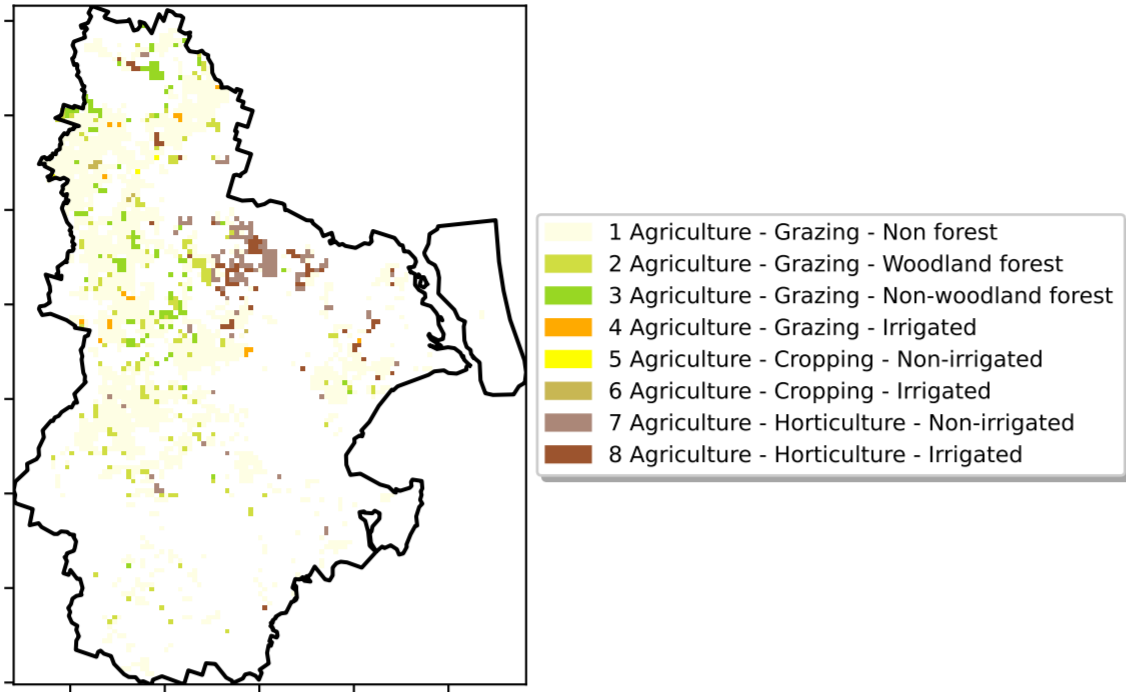 1 Agriculture - Grazing - Non forest
2 Agriculture - Grazing - Woodland forest
3 Agriculture - Grazing - Non-woodland forest
4 Agriculture - Grazing - Irrigated
5 Agriculture - Cropping - Non-irrigated
6 Agriculture - Cropping - Irrigated
7 Agriculture - Horticulture - Non-irrigated
8 Agriculture - Horticulture - Irrigated